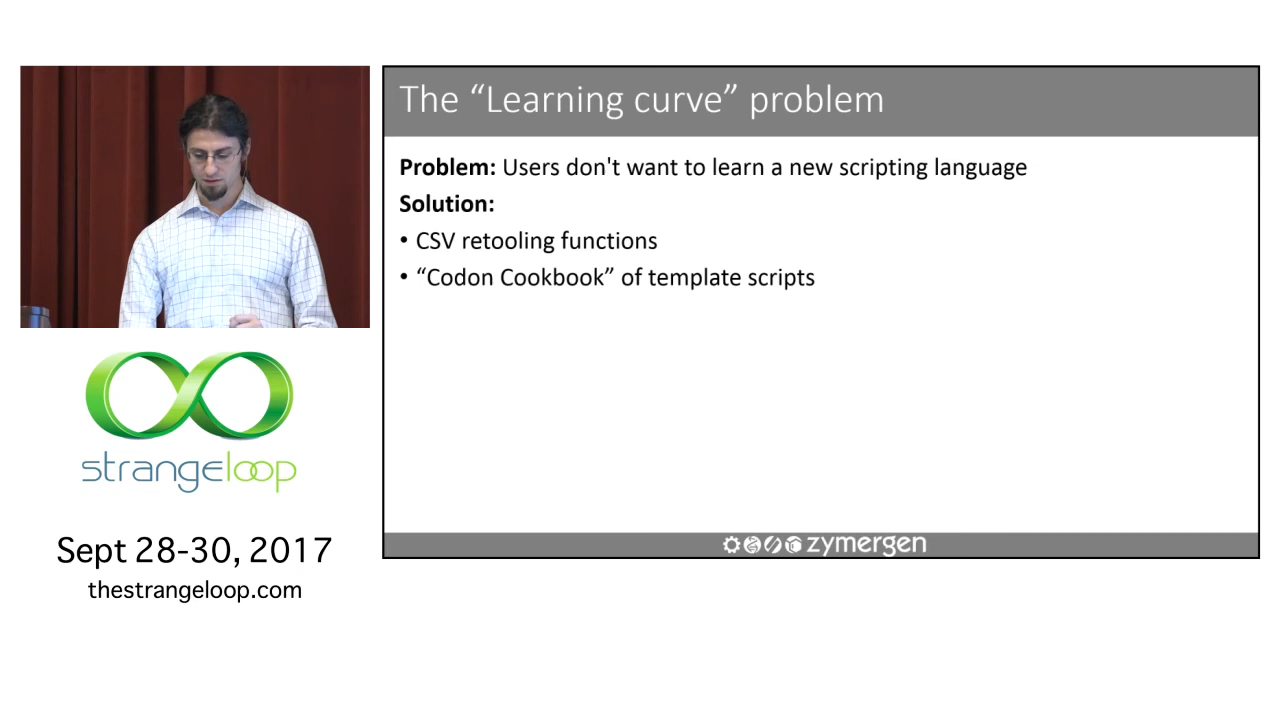 The “Learning curve” problem
Problem: Users don't want to learn a new scripting language
Solution:
• CSV retooling functions
• “Codon Cookbook” of template scripts
zymergen
strangeloop
Sept 28-30, 2017
thestrangeloop.com